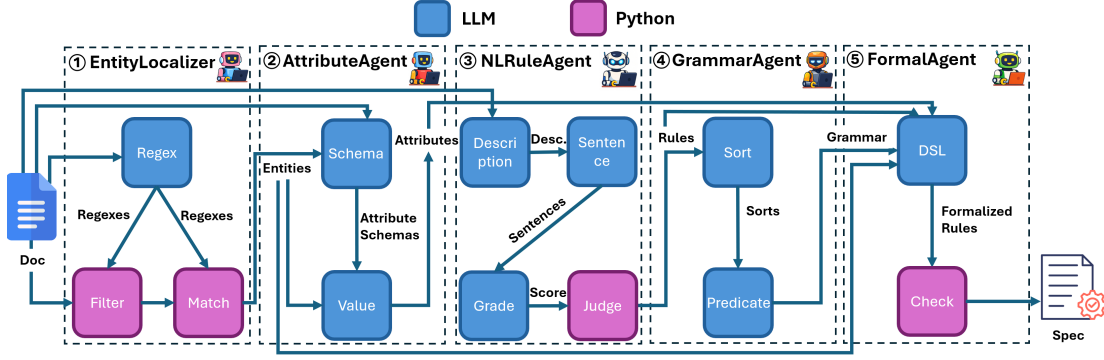 LLM
Python
① EntityLocalizer
② AttributeAgent
③ NLRuleAgent
④ GrammarAgent
⑤ FormalAgent
Regex
Regexes
Regexes
Doc
Filter
Match
Schema
Entities
Attributes
Attribute
Schemas
Value
Descri
ption
Desc.
Senten
ce
Sentences
Grade
Score
Judge
Rules
Sort
Sorts
Predicate
Grammar
DSL
Formalized
Rules
Check
Spec